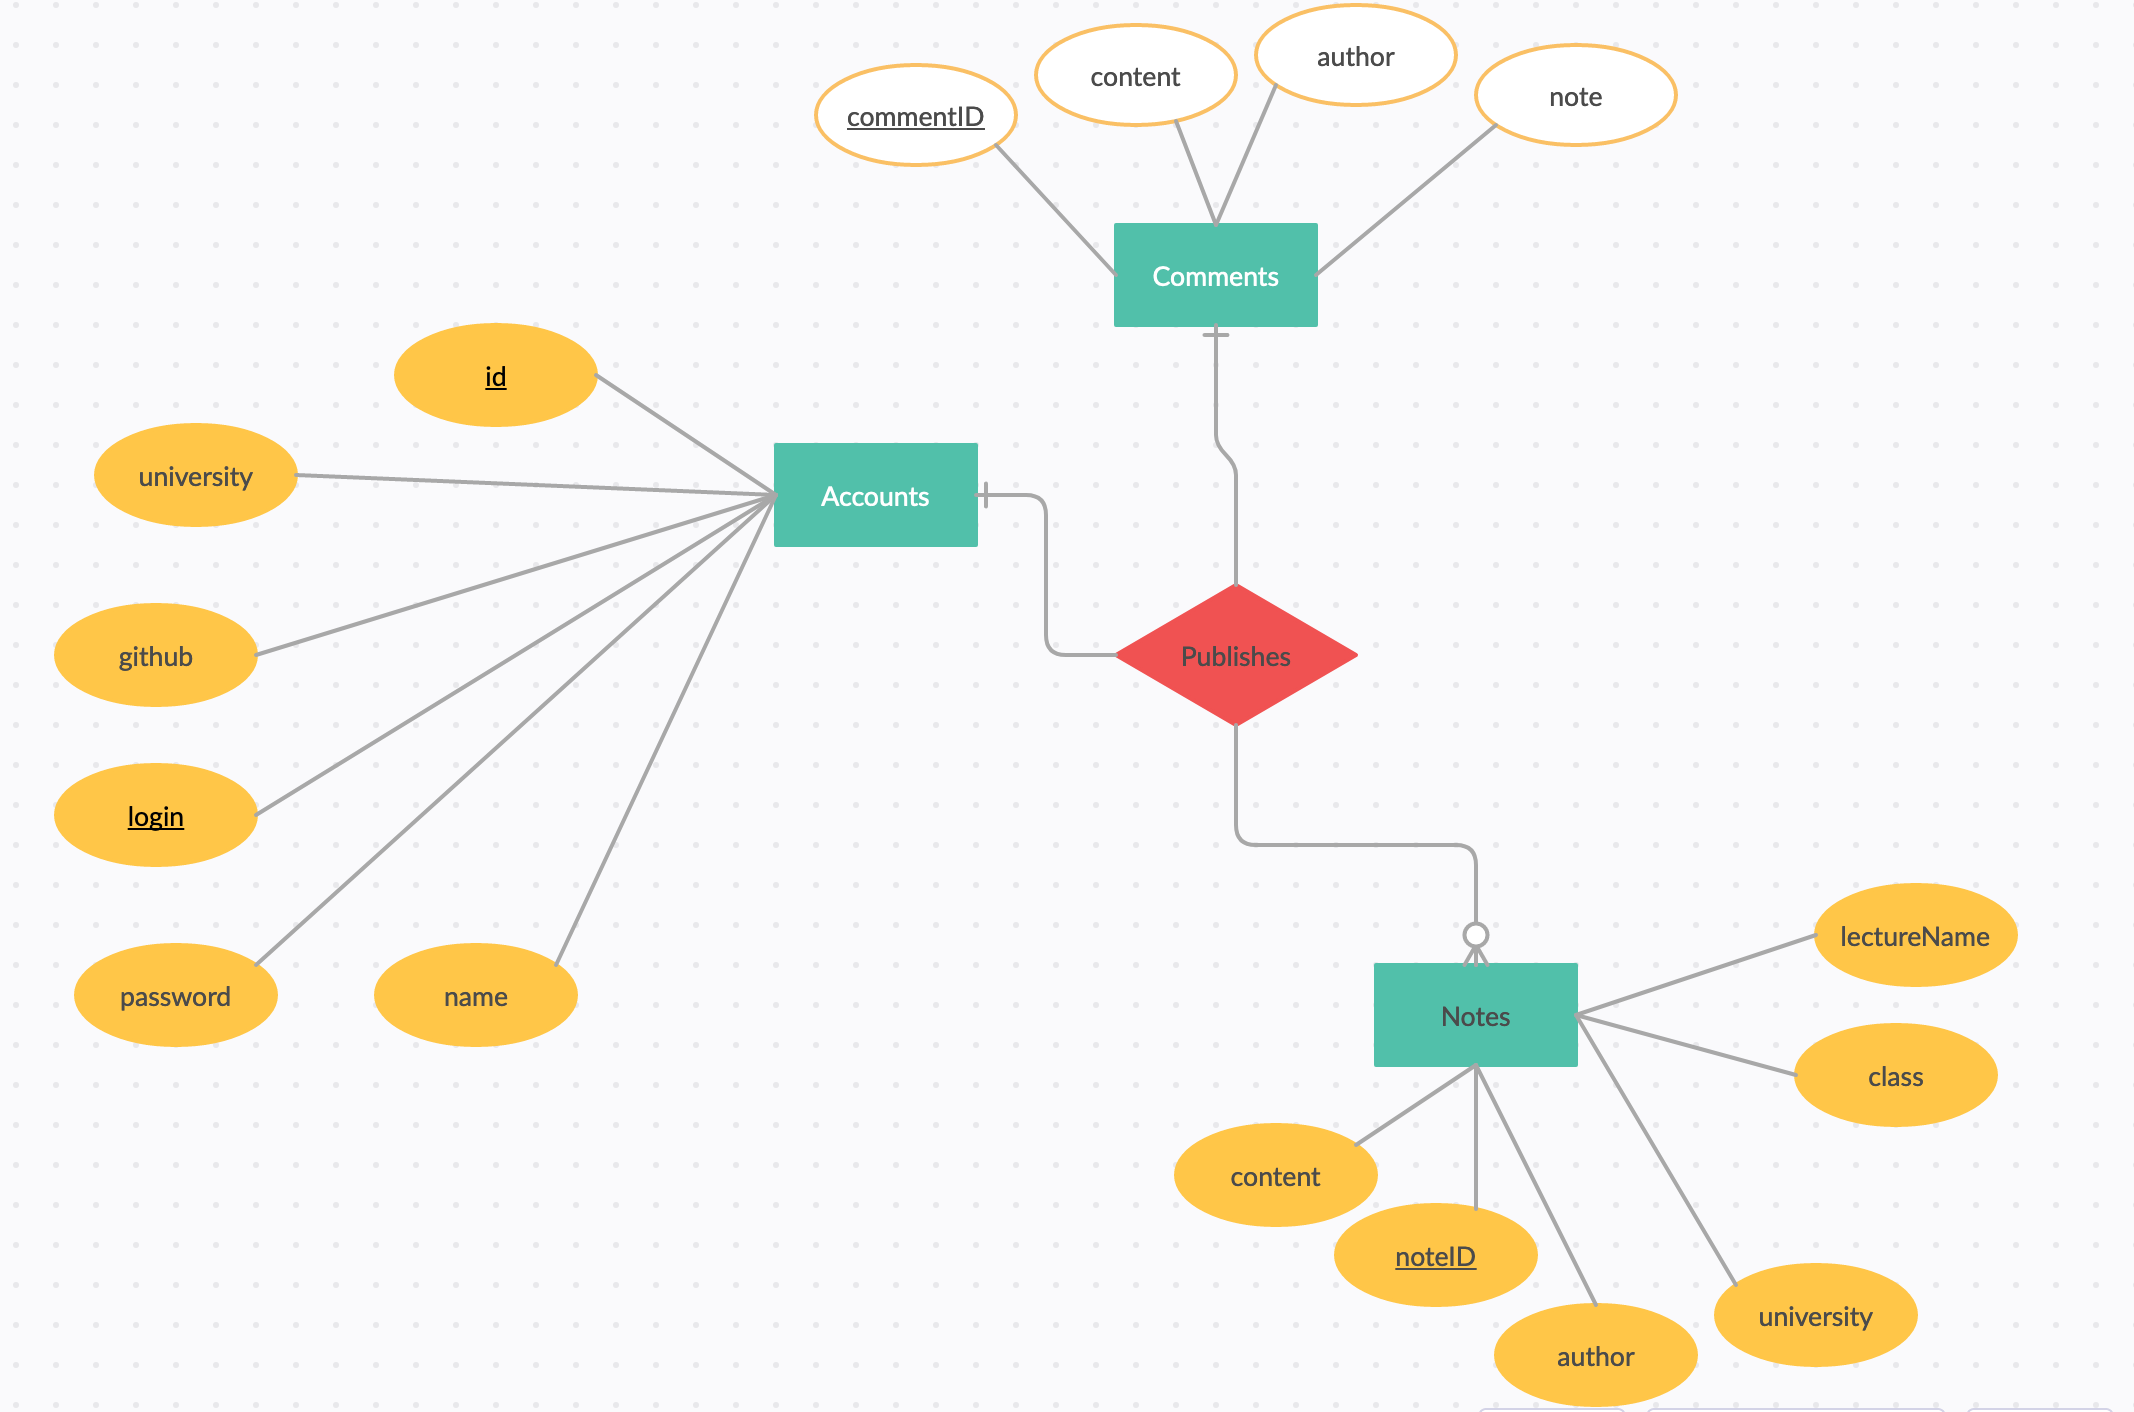 author
content
note
commentID
Comments
id
university
Accounts
github
Publishes
login
lectureName
password
name
Notes
class
content
noteID
university
author